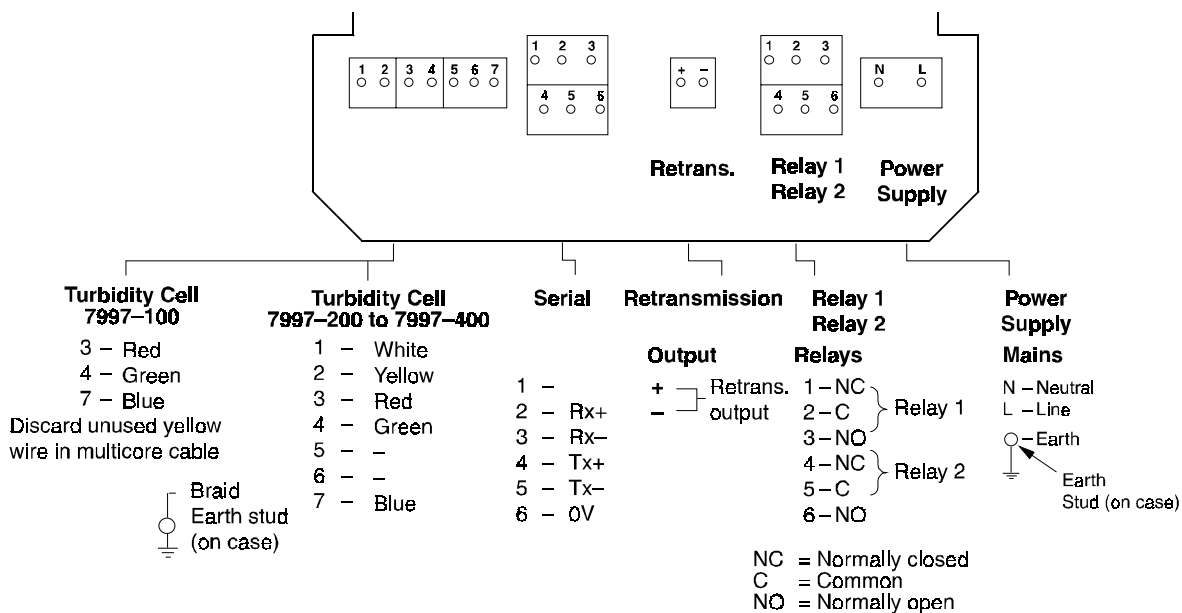 1 2 3 4 5 6 7
1 2 3
4 5 6
+ −
1 2 3
4 5 6
N L
Retrans.
Relay 1
Relay 2
Power
Supply
Turbidity Cell
7997–100
3 – Red
4 – Green
7 – Blue
Discard unused yellow
wire in multicore cable
Braid
Earth stud
(on case)
Turbidity Cell
7997–200 to 7997–400
1 – White
2 – Yellow
3 – Red
4 – Green
5 – –
6 – –
7 – Blue
Serial
1 –
2 – Rx+
3 – Rx–
4 – Tx+
5 – Tx–
6 – 0V
Retransmission
Output
+
–
Retrans.
output
Relay 1
Relay 2
Relays
1 – NC
2 – C
3 – NO
Relay 1
4 – NC
5 – C
6 – NO
Relay 2
NC = Normally closed
C = Common
NO = Normally open
Power
Supply
Mains
N – Neutral
L – Line
– Earth
Earth
Stud (on case)